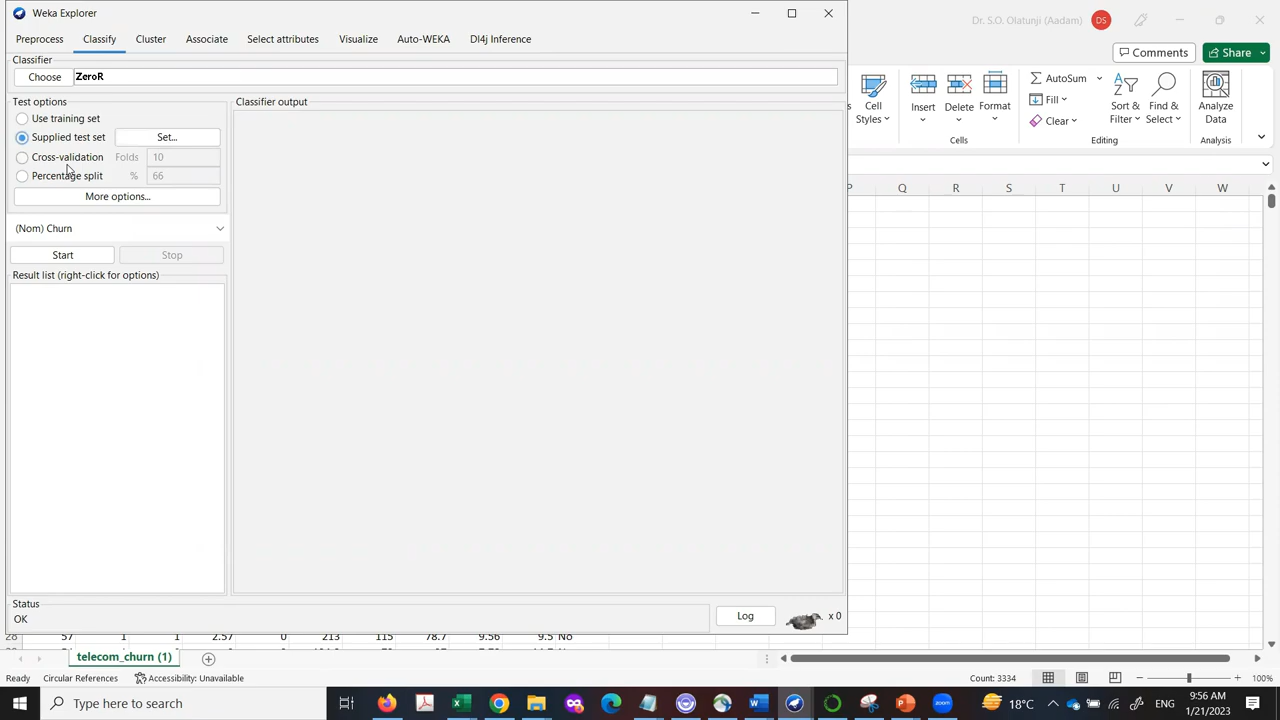 Weka Explorer
Dr. S.O. Olatunji (Aadam) DS
Preprocess Classify Cluster Associate Select attributes Visualize Auto-WEKA Dl4j Inference
Comments Share
Classifier
Choose ZeroR
AutoSum
Fill
Clear
Cell Styles
Insert
Delete
Format
Sort & Filter
Find & Select
Analyze Data
Cells
Editing
Analysis
Test options
Classifier output
Use training set
Supplied test set Set...
Cross-validation Folds 10
Percentage split % 66
More options...
P Q R S T U V W
(Nom) Churn
Start Stop
Result list (right-click for options)
Status
OK
Log x 0
28 57 1 1 2.57 0 213 115 78.7 9.56 9.5 No
telecom_churn (1)
Ready Circular References Accessibility: Unavailable Count: 3334 100%
Type here to search
18°C
9:56 AM
1/21/2023